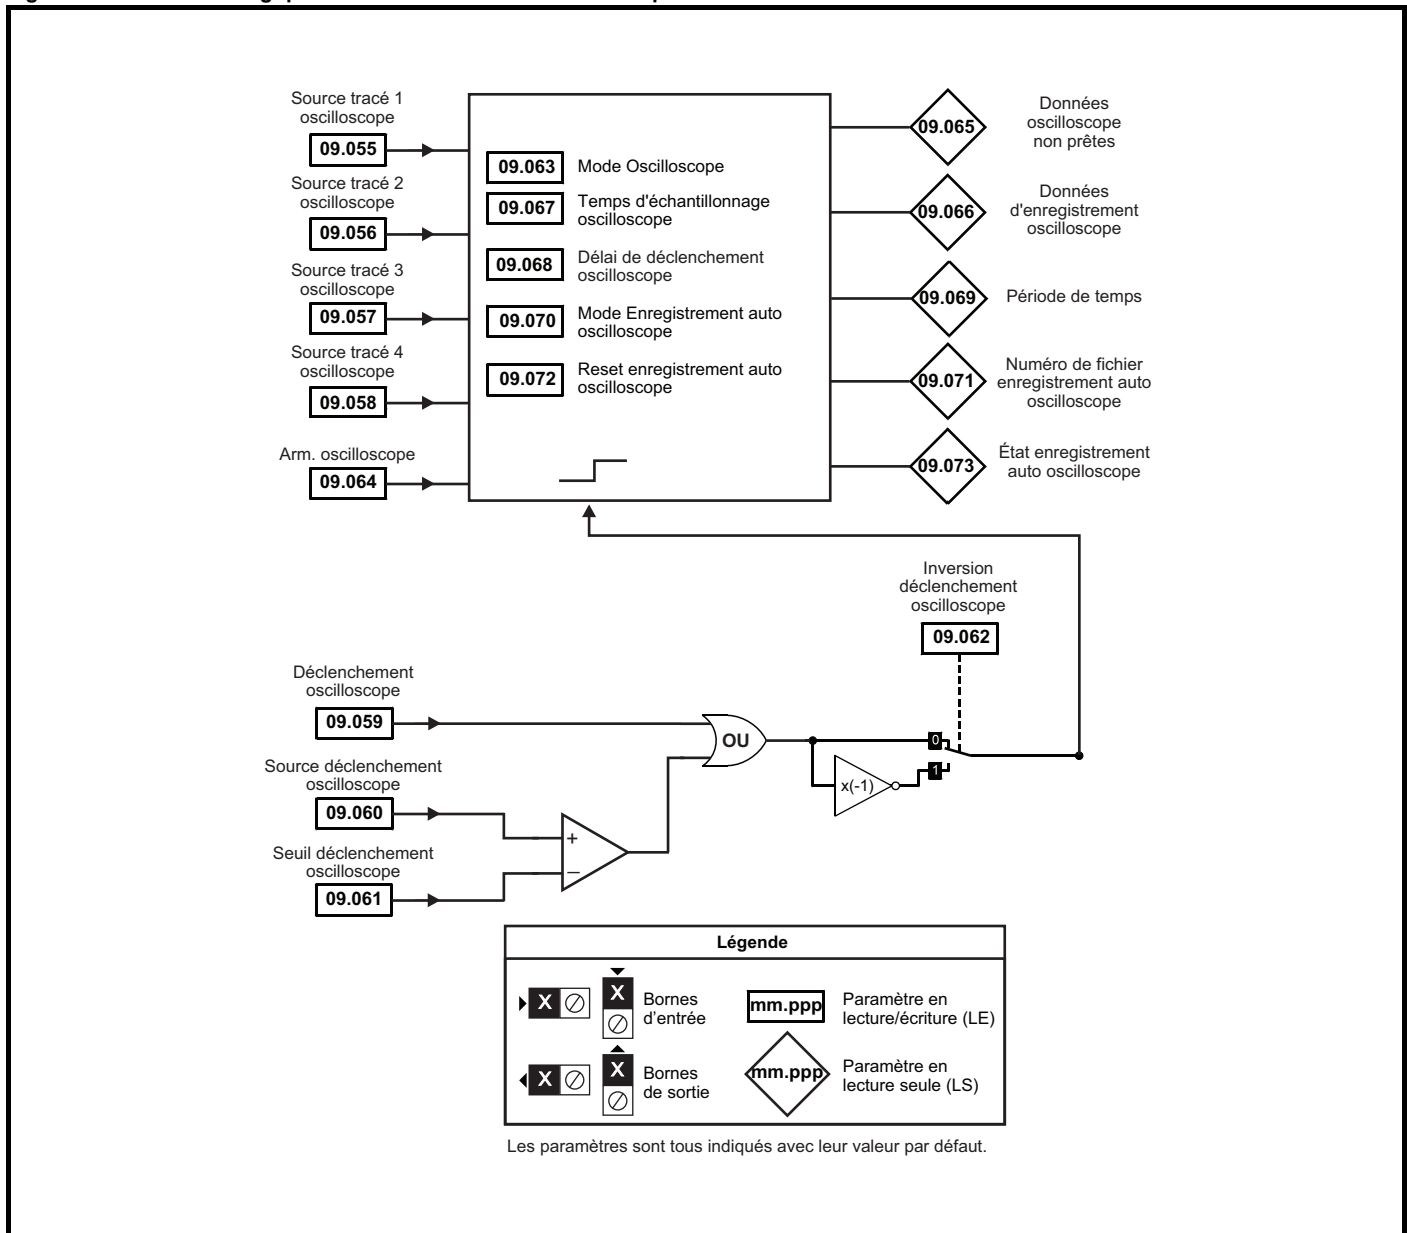 Source tracé 1
oscilloscope
09.055
Source tracé 2
oscilloscope
09.056
Source tracé 3
oscilloscope
09.057
Source tracé 4
oscilloscope
09.058
Arm. oscilloscope
09.064
09.063 Mode Oscilloscope
09.067 Temps d'échantillonnage
oscilloscope
09.068 Délai de déclenchement
oscilloscope
09.070 Mode Enregistrement auto
oscilloscope
09.072 Reset enregistrement auto
oscilloscope
09.065
Données
oscilloscope
non prêtes
09.066
Données
d'enregistrement
oscilloscope
09.069
Période de temps
09.071
Numéro de fichier
enregistrement auto
oscilloscope
09.073
État enregistrement
auto oscilloscope
Inversion
déclenchement
oscilloscope
09.062
Déclenchement
oscilloscope
09.059
Source déclenchement
oscilloscope
09.060
Seuil déclenchement
oscilloscope
09.061
+
−
OU
x(-1)
0
1
Légende
X
X
Bornes
d’entrée
mm.ppp
Paramètre en
lecture/écriture (LE)
X
X
Bornes
de sortie
mm.ppp
Paramètre en
lecture seule (LS)
Les paramètres sont tous indiqués avec leur valeur par défaut.